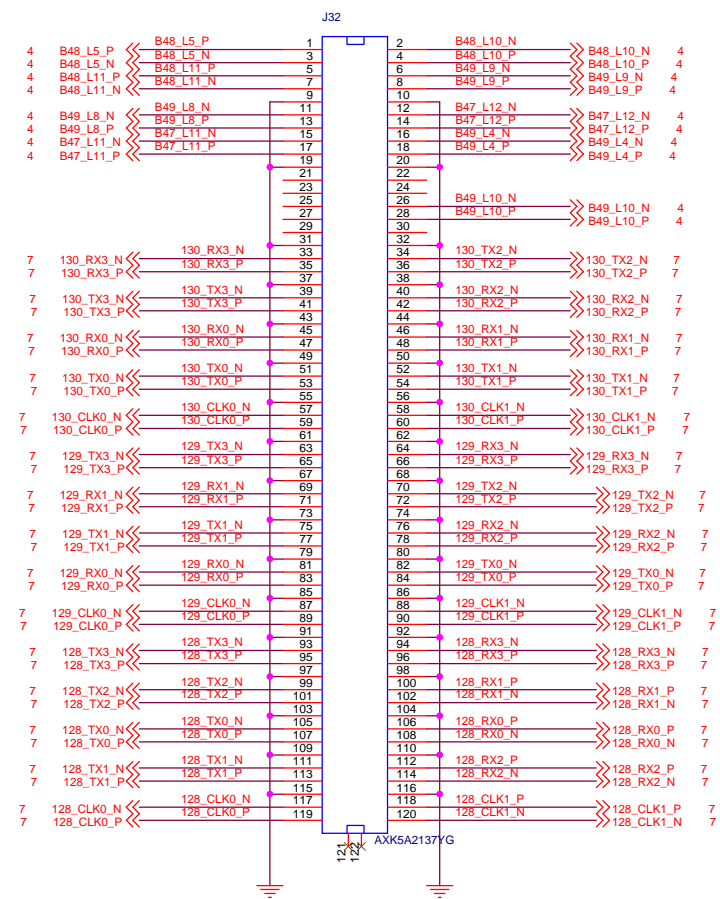 J32
4 B48_L5_P B48_L5_P 1 2 B48_L10_N B48_L10_N 4
4 B48_L5_N B48_L5_N 3 4 B48_L10_P B48_L10_P 4
4 B48_L11_P B48_L11_P 5 6 B49_L9_N B49_L9_N 4
4 B48_L11_N B48_L11_N 7 8 B49_L9_P B49_L9_P 4
9 10
4 B49_L8_N B49_L8_N 11 12 B47_L12_N B47_L12_N 4
4 B49_L8_P B49_L8_P 13 14 B47_L12_P B47_L12_P 4
4 B47_L11_N B47_L11_N 15 16 B49_L4_N B49_L4_N 4
4 B47_L11_P B47_L11_P 17 18 B49_L4_P B49_L4_P 4
19 20
21 22
23 24
25 26 B49_L10_N B49_L10_N 4
27 28 B49_L10_P B49_L10_P 4
29 30
31 32
7 130_RX3_N 130_RX3_N 33 34 130_TX2_N 130_TX2_N 7
7 130_RX3_P 130_RX3_P 35 36 130_TX2_P 130_TX2_P 7
37 38
7 130_TX3_N 130_TX3_N 39 40 130_RX2_N 130_RX2_N 7
7 130_TX3_P 130_TX3_P 41 42 130_RX2_P 130_RX2_P 7
43 44
7 130_RX0_N 130_RX0_N 45 46 130_RX1_N 130_RX1_N 7
7 130_RX0_P 130_RX0_P 47 48 130_RX1_P 130_RX1_P 7
49 50
7 130_TX0_N 130_TX0_N 51 52 130_TX1_N 130_TX1_N 7
7 130_TX0_P 130_TX0_P 53 54 130_TX1_P 130_TX1_P 7
55 56
7 130_CLK0_N 130_CLK0_N 57 58 130_CLK1_N 130_CLK1_N 7
7 130_CLK0_P 130_CLK0_P 59 60 130_CLK1_P 130_CLK1_P 7
61 62
7 129_TX3_N 129_TX3_N 63 64 129_RX3_N 129_RX3_N 7
7 129_TX3_P 129_TX3_P 65 66 129_RX3_P 129_RX3_P 7
67 68
7 129_RX1_N 129_RX1_N 69 70 129_TX2_N 129_TX2_N 7
7 129_RX1_P 129_RX1_P 71 72 129_TX2_P 129_TX2_P 7
73 74
7 129_TX1_N 129_TX1_N 75 76 129_RX2_N 129_RX2_N 7
7 129_TX1_P 129_TX1_P 77 78 129_RX2_P 129_RX2_P 7
79 80
7 129_RX0_N 129_RX0_N 81 82 129_TX0_N 129_TX0_N 7
7 129_RX0_P 129_RX0_P 83 84 129_TX0_P 129_TX0_P 7
85 86
7 129_CLK0_N 129_CLK0_N 87 88 129_CLK1_N 129_CLK1_N 7
7 129_CLK0_P 129_CLK0_P 89 90 129_CLK1_P 129_CLK1_P 7
91 92
7 128_TX3_N 128_TX3_N 93 94 128_RX3_N 128_RX3_N 7
7 128_TX3_P 128_TX3_P 95 96 128_RX3_P 128_RX3_P 7
97 98
7 128_TX2_N 128_TX2_N 99 100 128_RX1_P 128_RX1_P 7
7 128_TX2_P 128_TX2_P 101 102 128_RX1_N 128_RX1_N 7
103 104
7 128_TX0_N 128_TX0_N 105 106 128_RX0_P 128_RX0_P 7
7 128_TX0_P 128_TX0_P 107 108 128_RX0_N 128_RX0_N 7
109 110
7 128_TX1_N 128_TX1_N 111 112 128_RX2_P 128_RX2_P 7
7 128_TX1_P 128_TX1_P 113 114 128_RX2_N 128_RX2_N 7
115 116
7 128_CLK0_N 128_CLK0_N 117 118 128_CLK1_P 128_CLK1_P 7
7 128_CLK0_P 128_CLK0_P 119 120 128_CLK1_N 128_CLK1_N 7
AXK5A2137YG
121 122